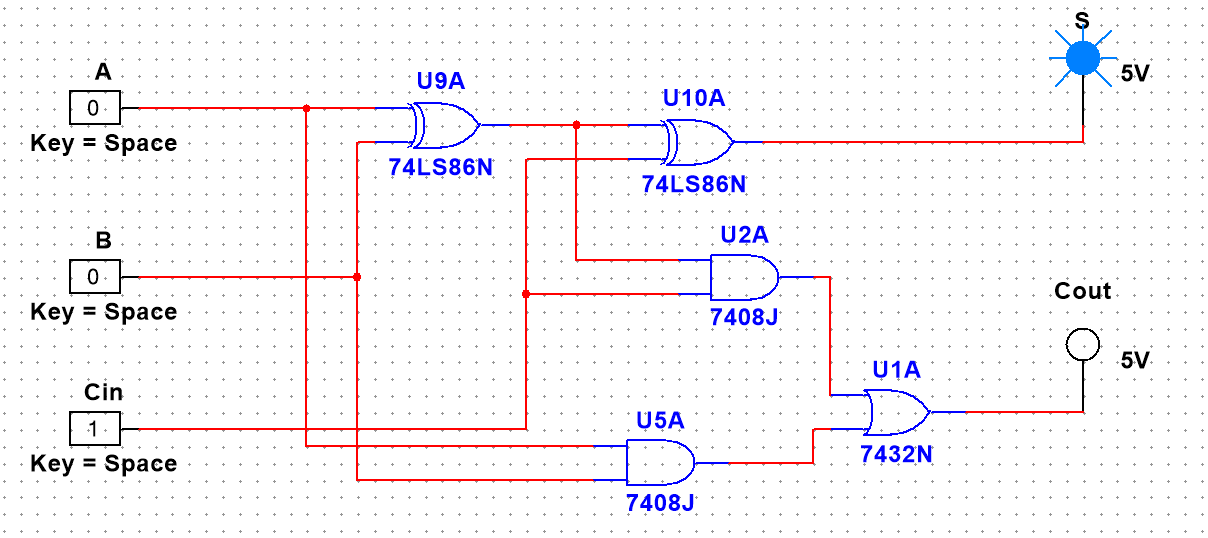 S
5V
A
0
Key = Space
U9A
74LS86N
U10A
74LS86N
B
0
Key = Space
U2A
7408J
Cout
5V
Cin
1
Key = Space
U5A
7408J
U1A
7432N